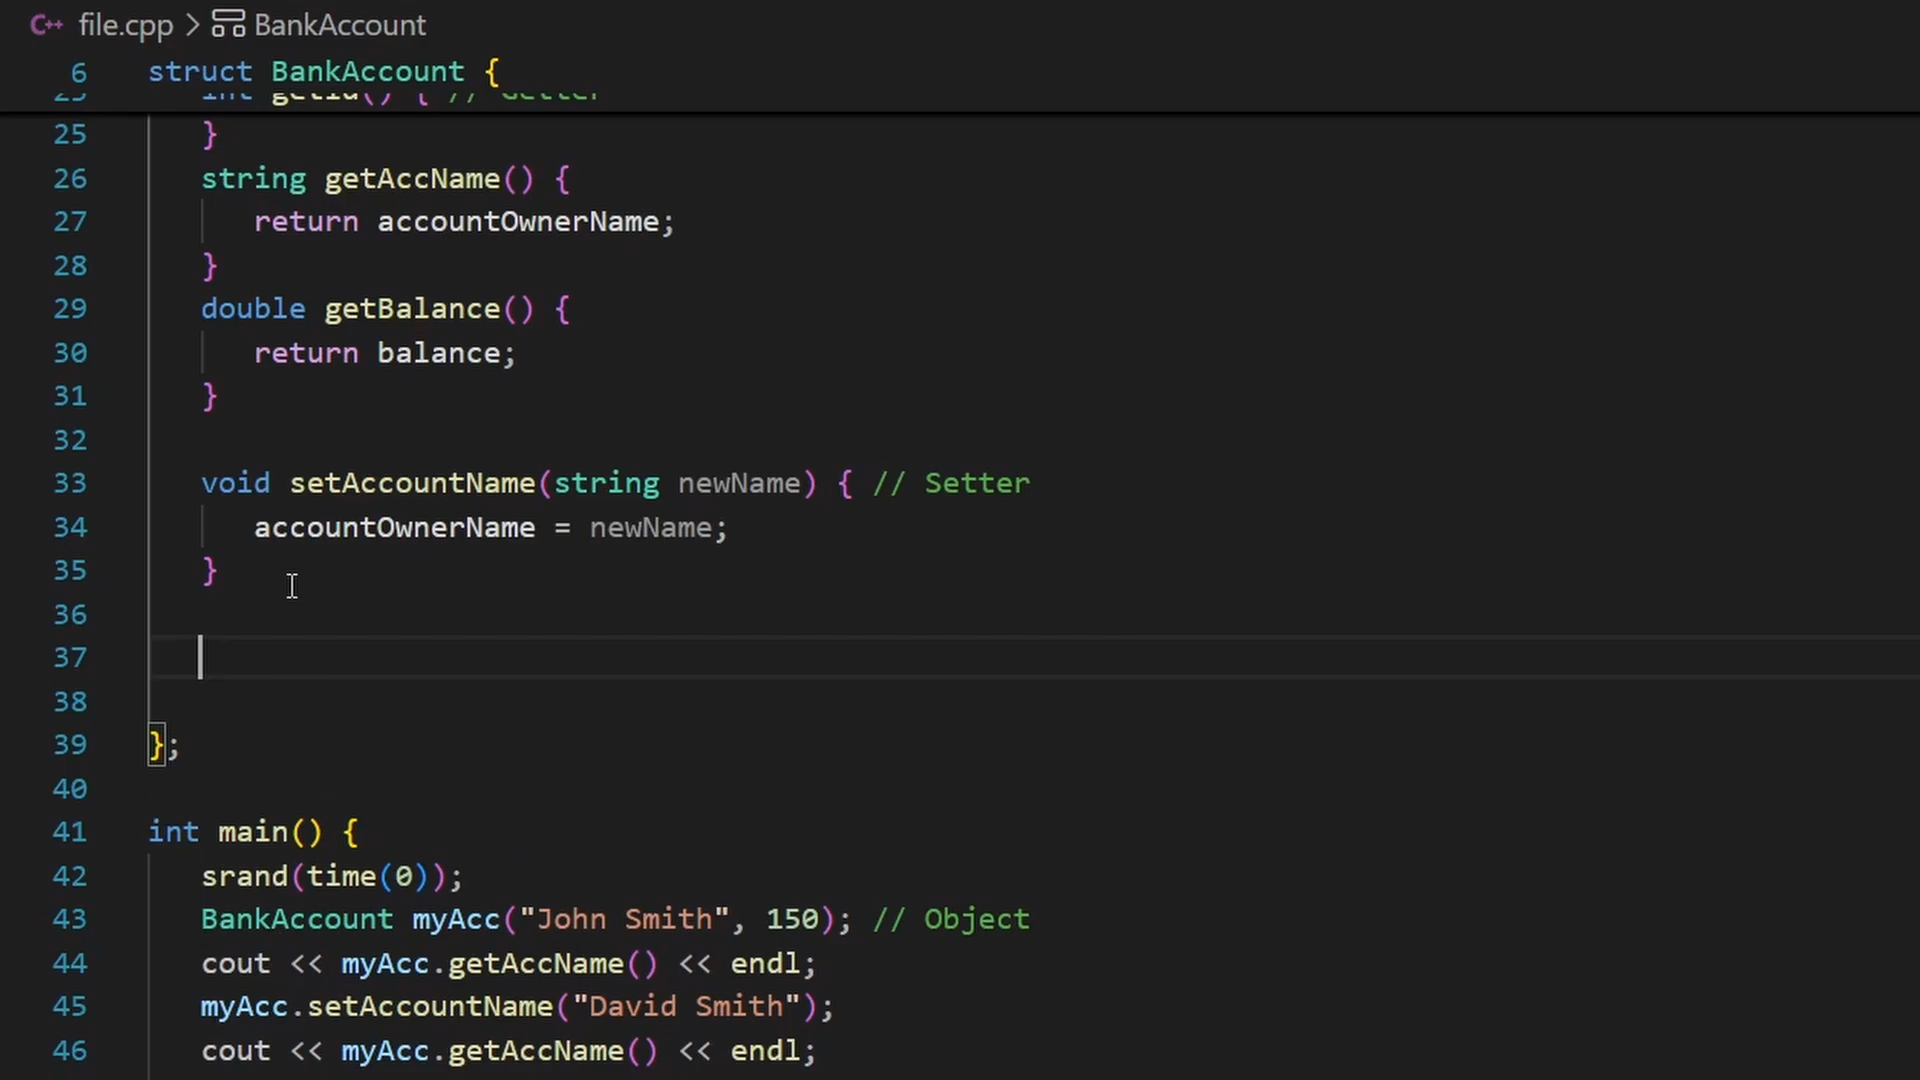 file.cpp > BankAccount
6 struct BankAccount {
int getId() { // Getter
25 }
26 string getAccName() {
27 return accountOwnerName;
28 }
29 double getBalance() {
30 return balance;
31 }
32
33 void setAccountName(string newName) { // Setter
34 accountOwnerName = newName;
35 }
36
37
38
39 };
40
41 int main() {
42 srand(time(0));
43 BankAccount myAcc("John Smith", 150); // Object
44 cout << myAcc.getAccName() << endl;
45 myAcc.setAccountName("David Smith");
46 cout << myAcc.getAccName() << endl;